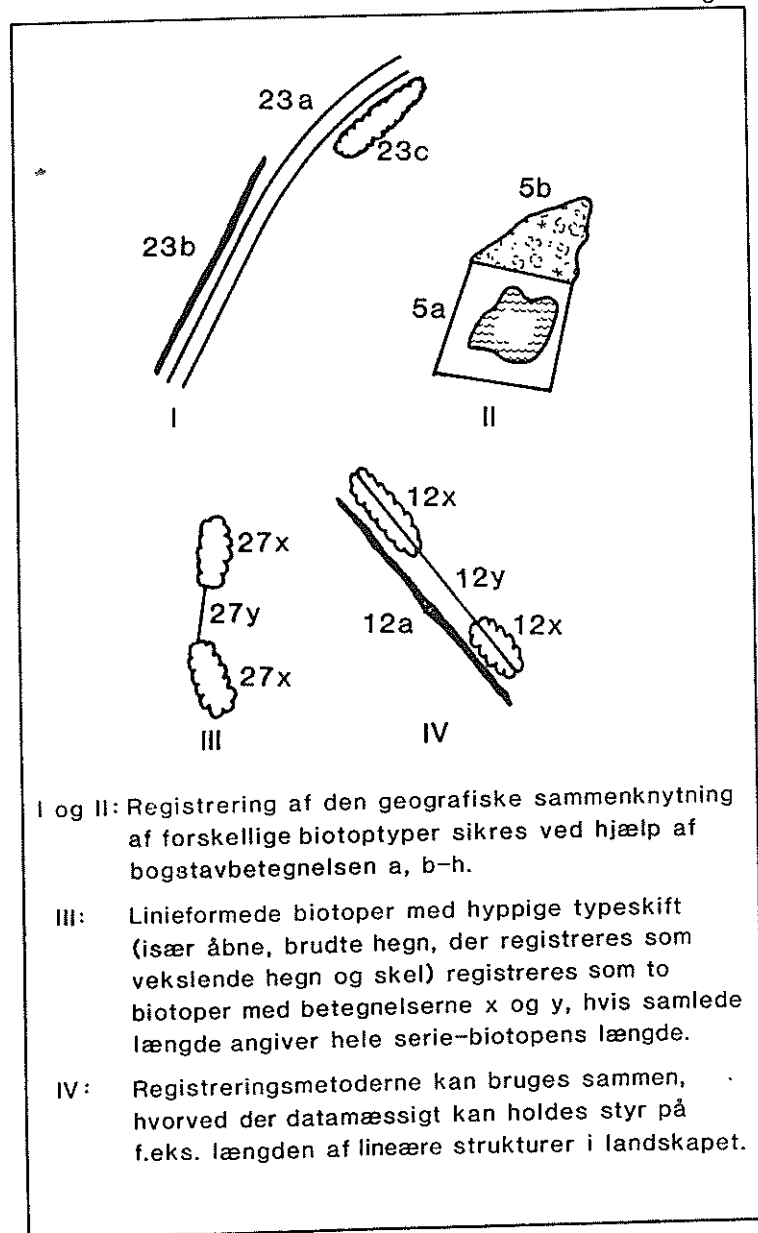 23a
23c
23b
I
5b
5a
II
27x
27y
27x
III
12x
12y
12a
12x
IV
I og II: Registrering af den geografiske sammenknytning
af forskellige biotoptyper sikres ved hjælp af
bogstavbetegnelsen a, b-h.
III: Linieformede biotoper med hyppige typeskift
(især åbne, brudte hegn, der registreres som
vekslende hegn og skel) registreres som to
biotoper med betegnelserne x og y, hvis samlede
længde angiver hele serie-biotopens længde.
IV: Registreringsmetoderne kan bruges sammen,
hvorved der datamæssigt kan holdes styr på
f.eks. længden af lineære strukturer i landskapet.